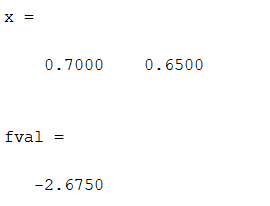 x =
0.7000 0.6500
fval =
-2.6750